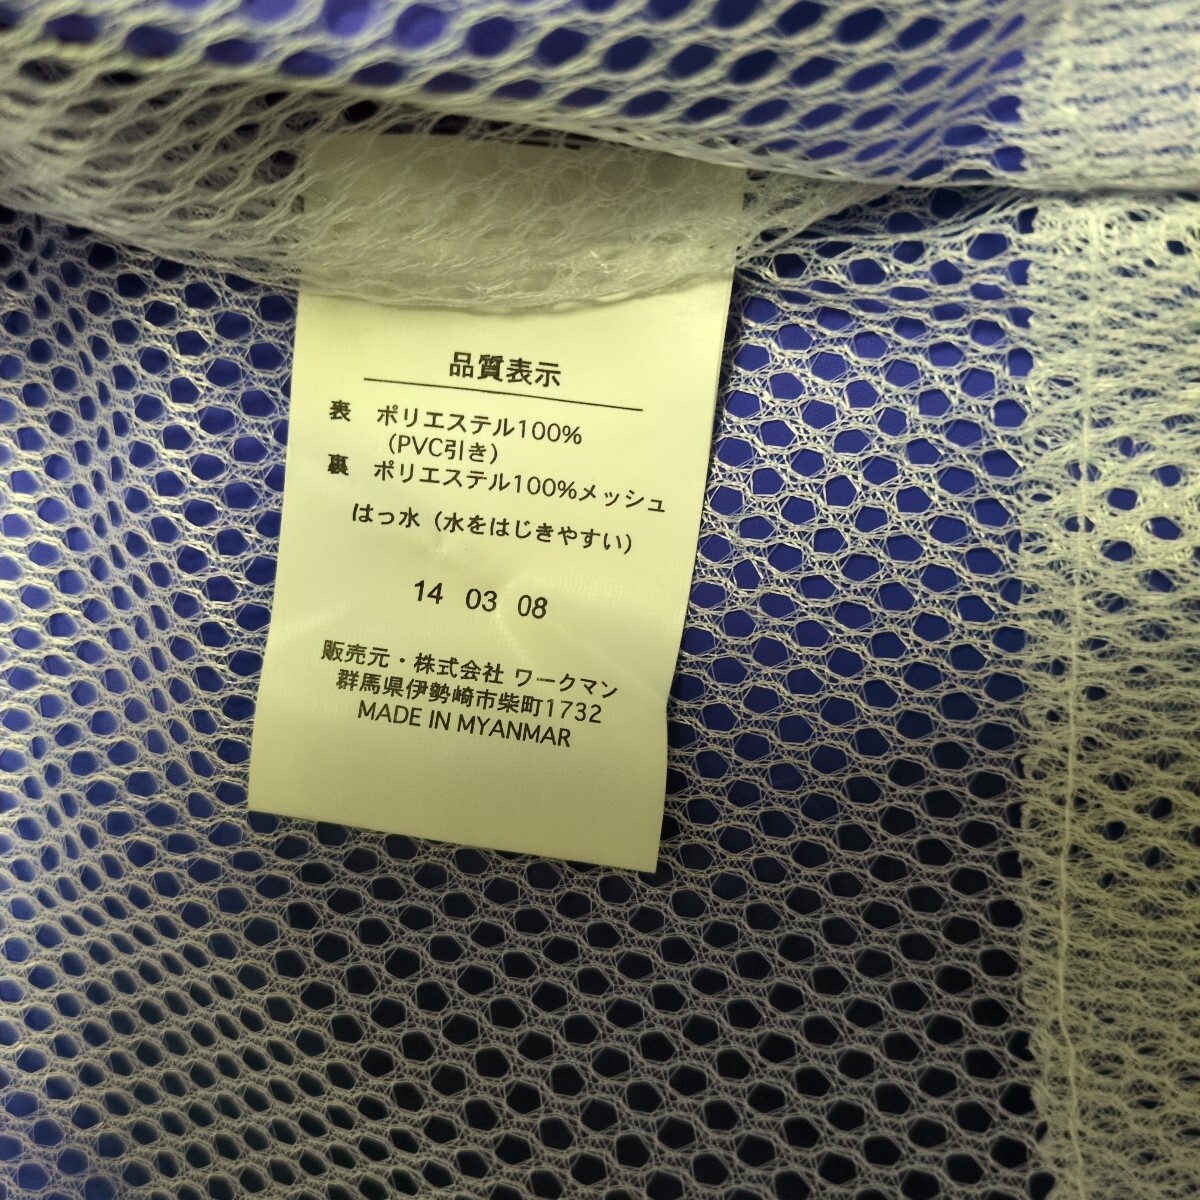 品質表示
表 ポリエステル100%
(PVC引き)
裏 ポリエステル100%メッシュ
はっ水（水をはじきやすい）
14 03 08
販売元・株式会社 ワークマン
群馬県伊勢崎市柴町1732
MADE IN MYANMAR